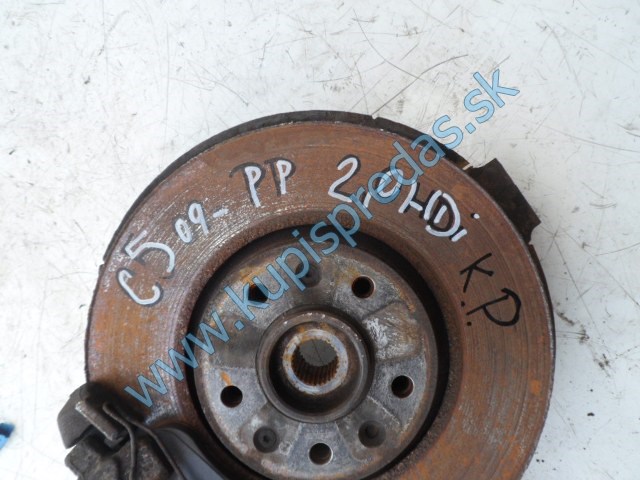 C5 09- PP 2,0HDi K.P.
www.kupispredas.sk